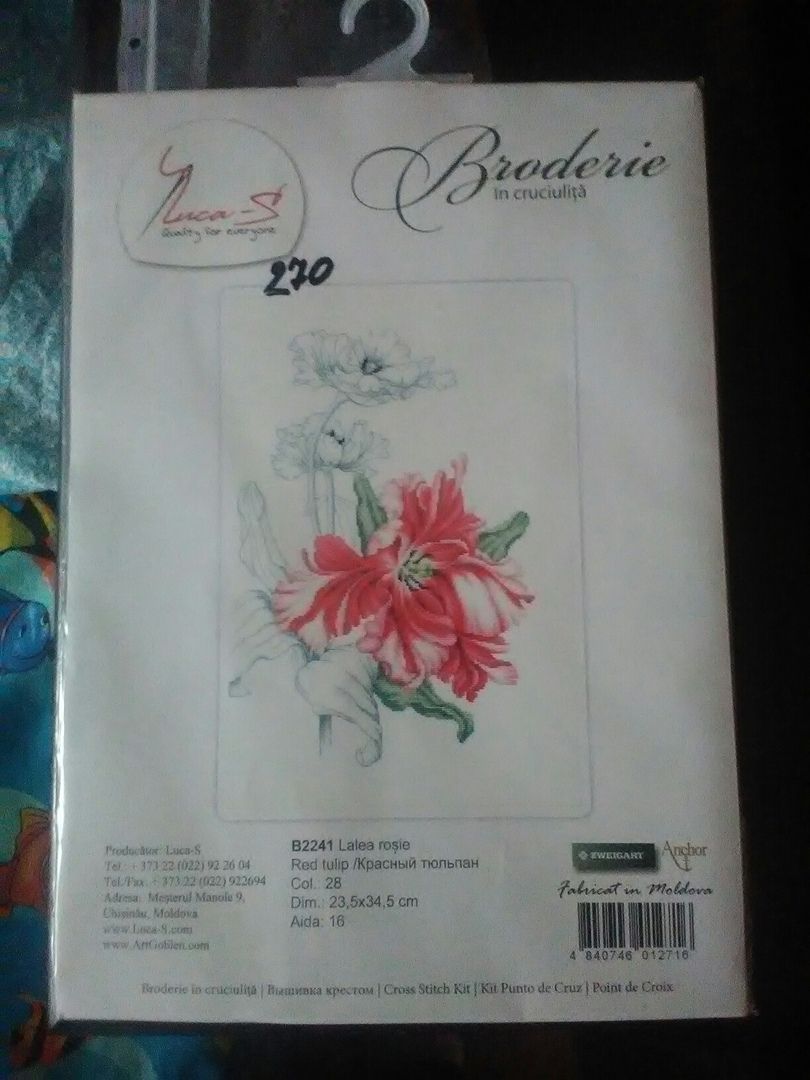 Luca-S
Quality for everyone
Broderie
în cruciuliță
270
Producător: Luca-S
Tel.: + 373 22 (022) 92 26 04
Tel./Fax: + 373 22 (022) 922694
Adresa: Meșterul Manole 9,
Chișinău, Moldova
www.Luca-S.com
www.ArtGoblen.com
B2241 Lalea roșie
Red tulip /Красный тюльпан
Col.: 28
Dim.: 23,5x34,5 cm
Aida: 16
ZWEIGART Anchor
Fabricat in Moldova
4 840746 012716
Broderie in cruciuliță | Вышивка крестом | Cross Stitch Kit | Kit Punto de Cruz | Point de Croix